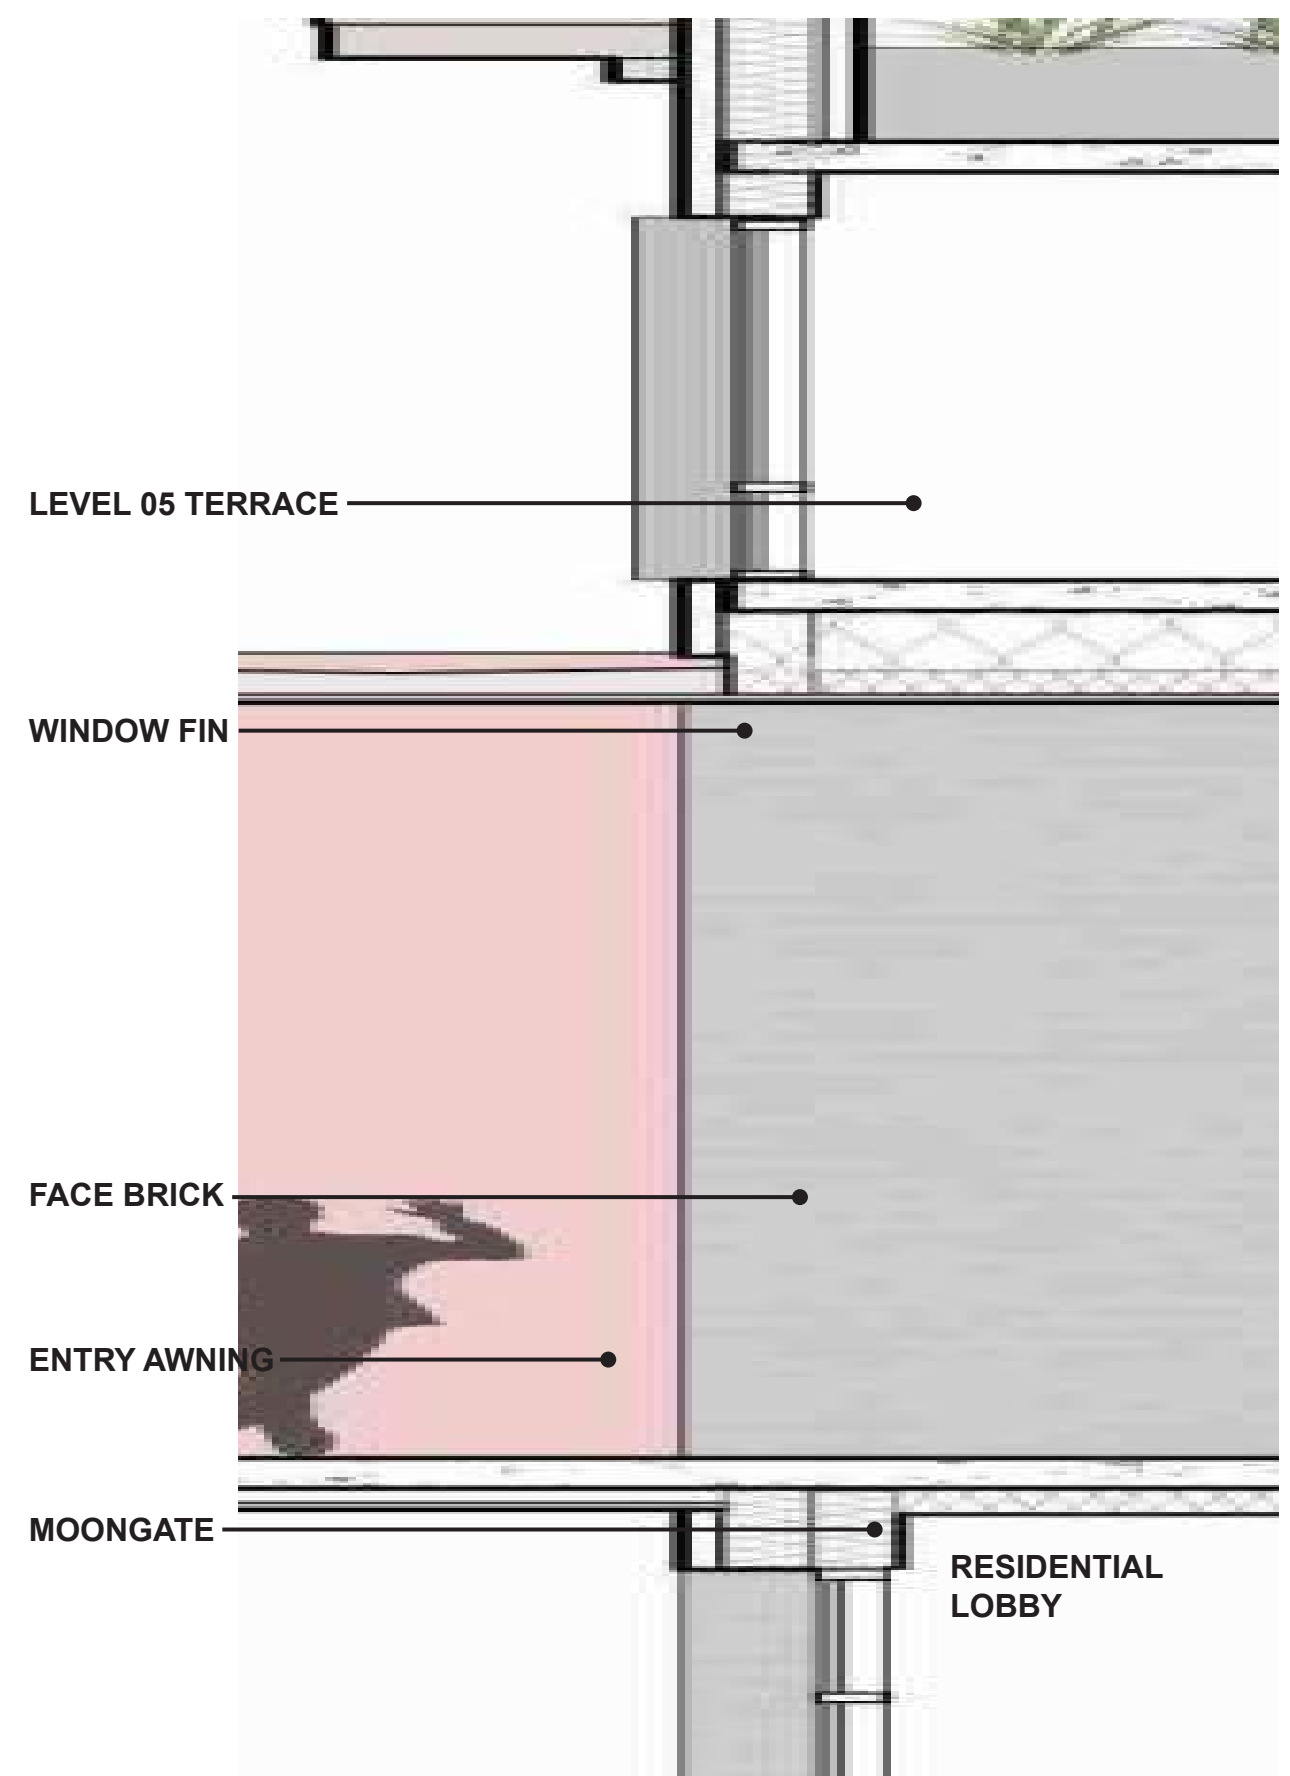 LEVEL 05 TERRACE
WINDOW FIN
FACE BRICK
ENTRY AWNING
MOONGATE
RESIDENTIAL
LOBBY